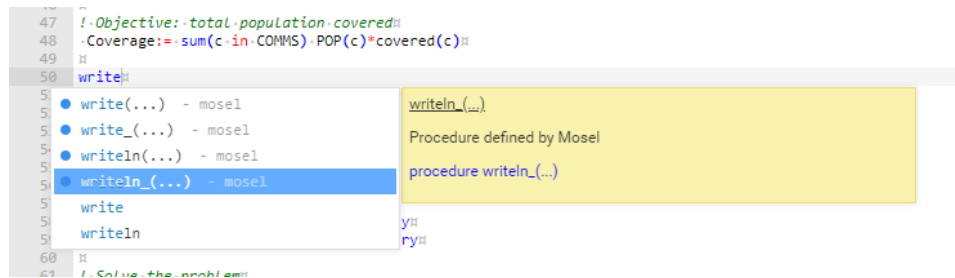 47 !·Objective:·total·population·covered¤
48 ·Coverage:=·sum(c·in·COMMS)·POP(c)*covered(c)¤
49 ¤
50 write¤
write(...) - mosel
write_(...) - mosel
writeln(...) - mosel
writeln_(...) - mosel
write
writeln
writeln_(...)
Procedure defined by Mosel
procedure writeln_(...)
y¤
ry¤
60 ¤
61 !·Solve·the·problem¤